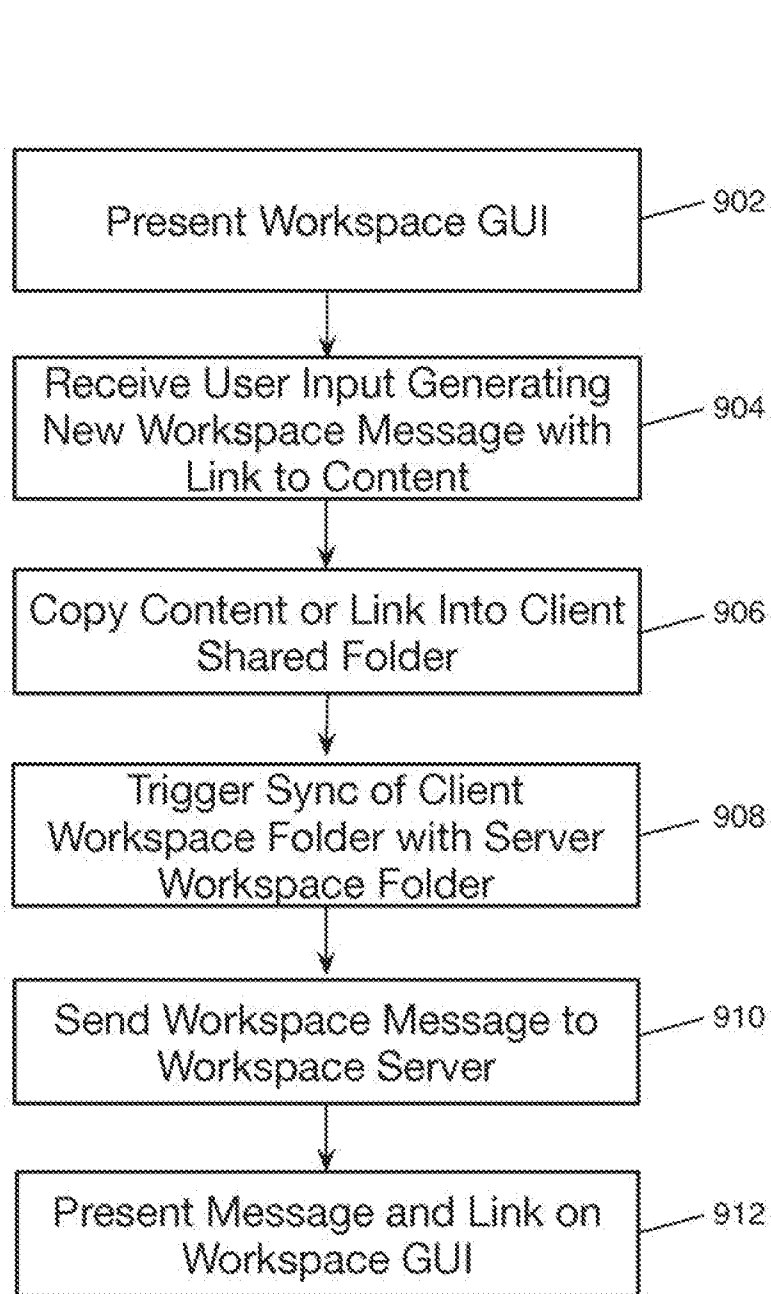 Present Workspace GUI
902
Receive User Input Generating
New Workspace Message with
Link to Content
904
Copy Content or Link Into Client
Shared Folder
906
Trigger Sync of Client
Workspace Folder with Server
Workspace Folder
908
Send Workspace Message to
Workspace Server
910
Present Message and Link on
Workspace GUI
912